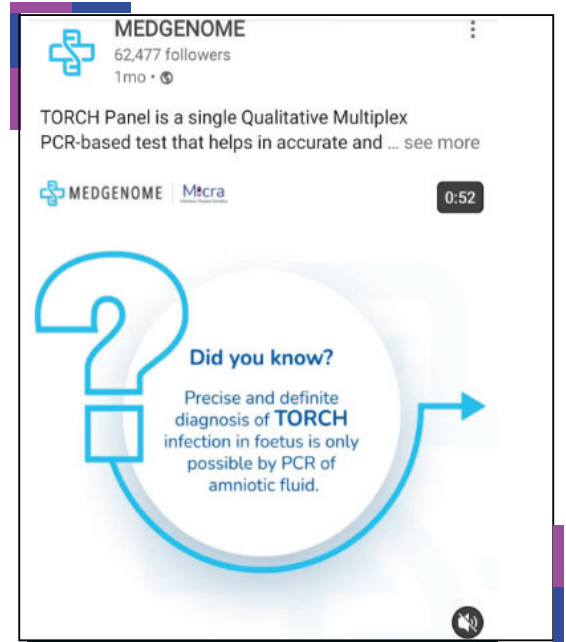 MEDGENOME
62,477 followers
1mo •
TORCH Panel is a single Qualitative Multiplex
PCR-based test that helps in accurate and ... see more
MEDGENOME | Micra
0:52
Did you know?
Precise and definite
diagnosis of TORCH
infection in foetus is only
possible by PCR of
amniotic fluid.